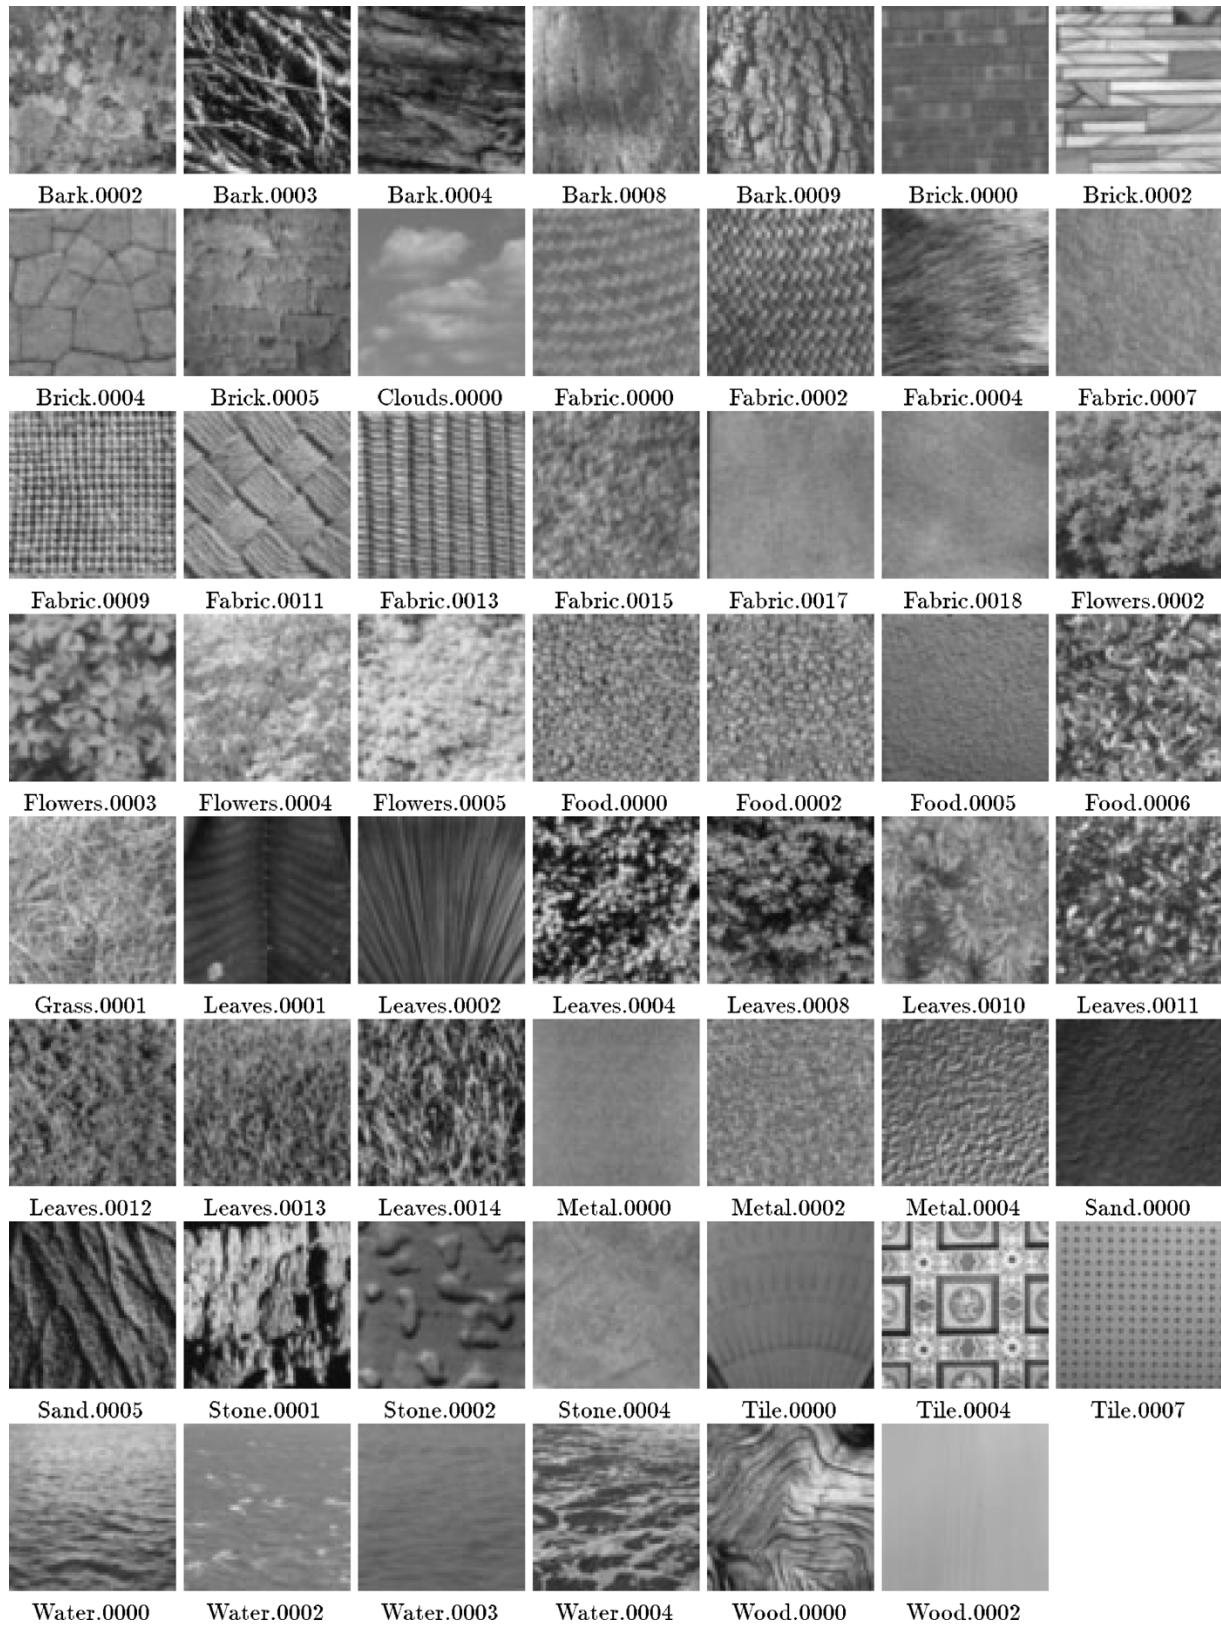 Bark.0002 Bark.0003 Bark.0004 Bark.0008 Bark.0009 Brick.0000 Brick.0002
Brick.0004 Brick.0005 Clouds.0000 Fabric.0000 Fabric.0002 Fabric.0004 Fabric.0007
Fabric.0009 Fabric.0011 Fabric.0013 Fabric.0015 Fabric.0017 Fabric.0018 Flowers.0002
Flowers.0003 Flowers.0004 Flowers.0005 Food.0000 Food.0002 Food.0005 Food.0006
Grass.0001 Leaves.0001 Leaves.0002 Leaves.0004 Leaves.0008 Leaves.0010 Leaves.0011
Leaves.0012 Leaves.0013 Leaves.0014 Metal.0000 Metal.0002 Metal.0004 Sand.0000
Sand.0005 Stone.0001 Stone.0002 Stone.0004 Tile.0000 Tile.0004 Tile.0007
Water.0000 Water.0002 Water.0003 Water.0004 Wood.0000 Wood.0002